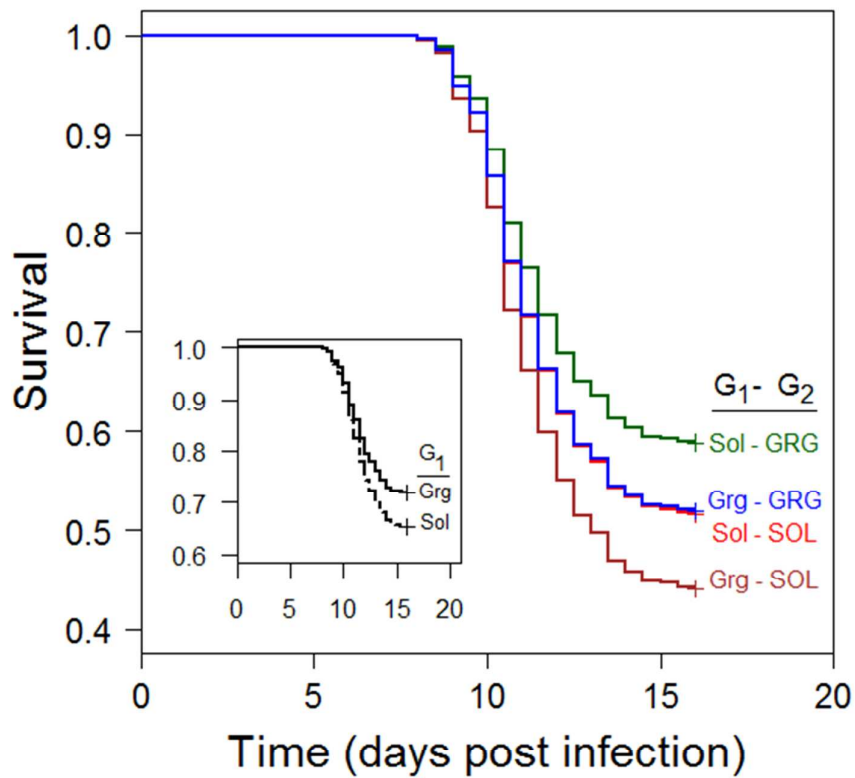 Survival
1.0
0.9
0.8
0.7
0.6
0.5
0.4
0 5 10 15 20
Time (days post infection)
G1- G2
Sol - GRG
Grg - GRG
Sol - SOL
Grg - SOL
1.0
0.9
0.8
0.7
0.6
0 5 10 15 20
G1
Grg
Sol